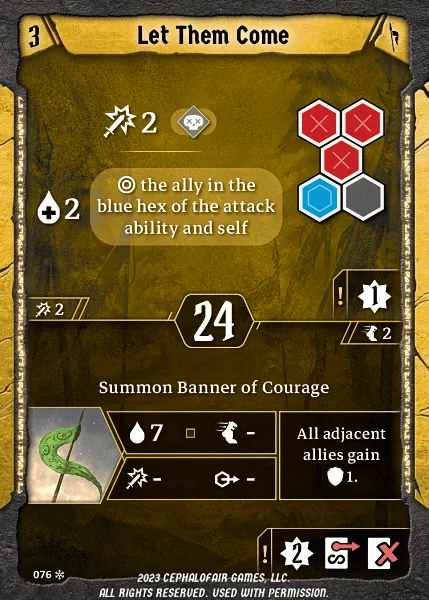 3
Let Them Come
2
2
the ally in the
blue hex of the attack
ability and self
! 1
2
24
2
Summon Banner of Courage
7 -
- -
All adjacent
allies gain
1.
! 2
076
2023 CEPHALOFAIR GAMES, LLC.
ALL RIGHTS RESERVED. USED WITH PERMISSION.